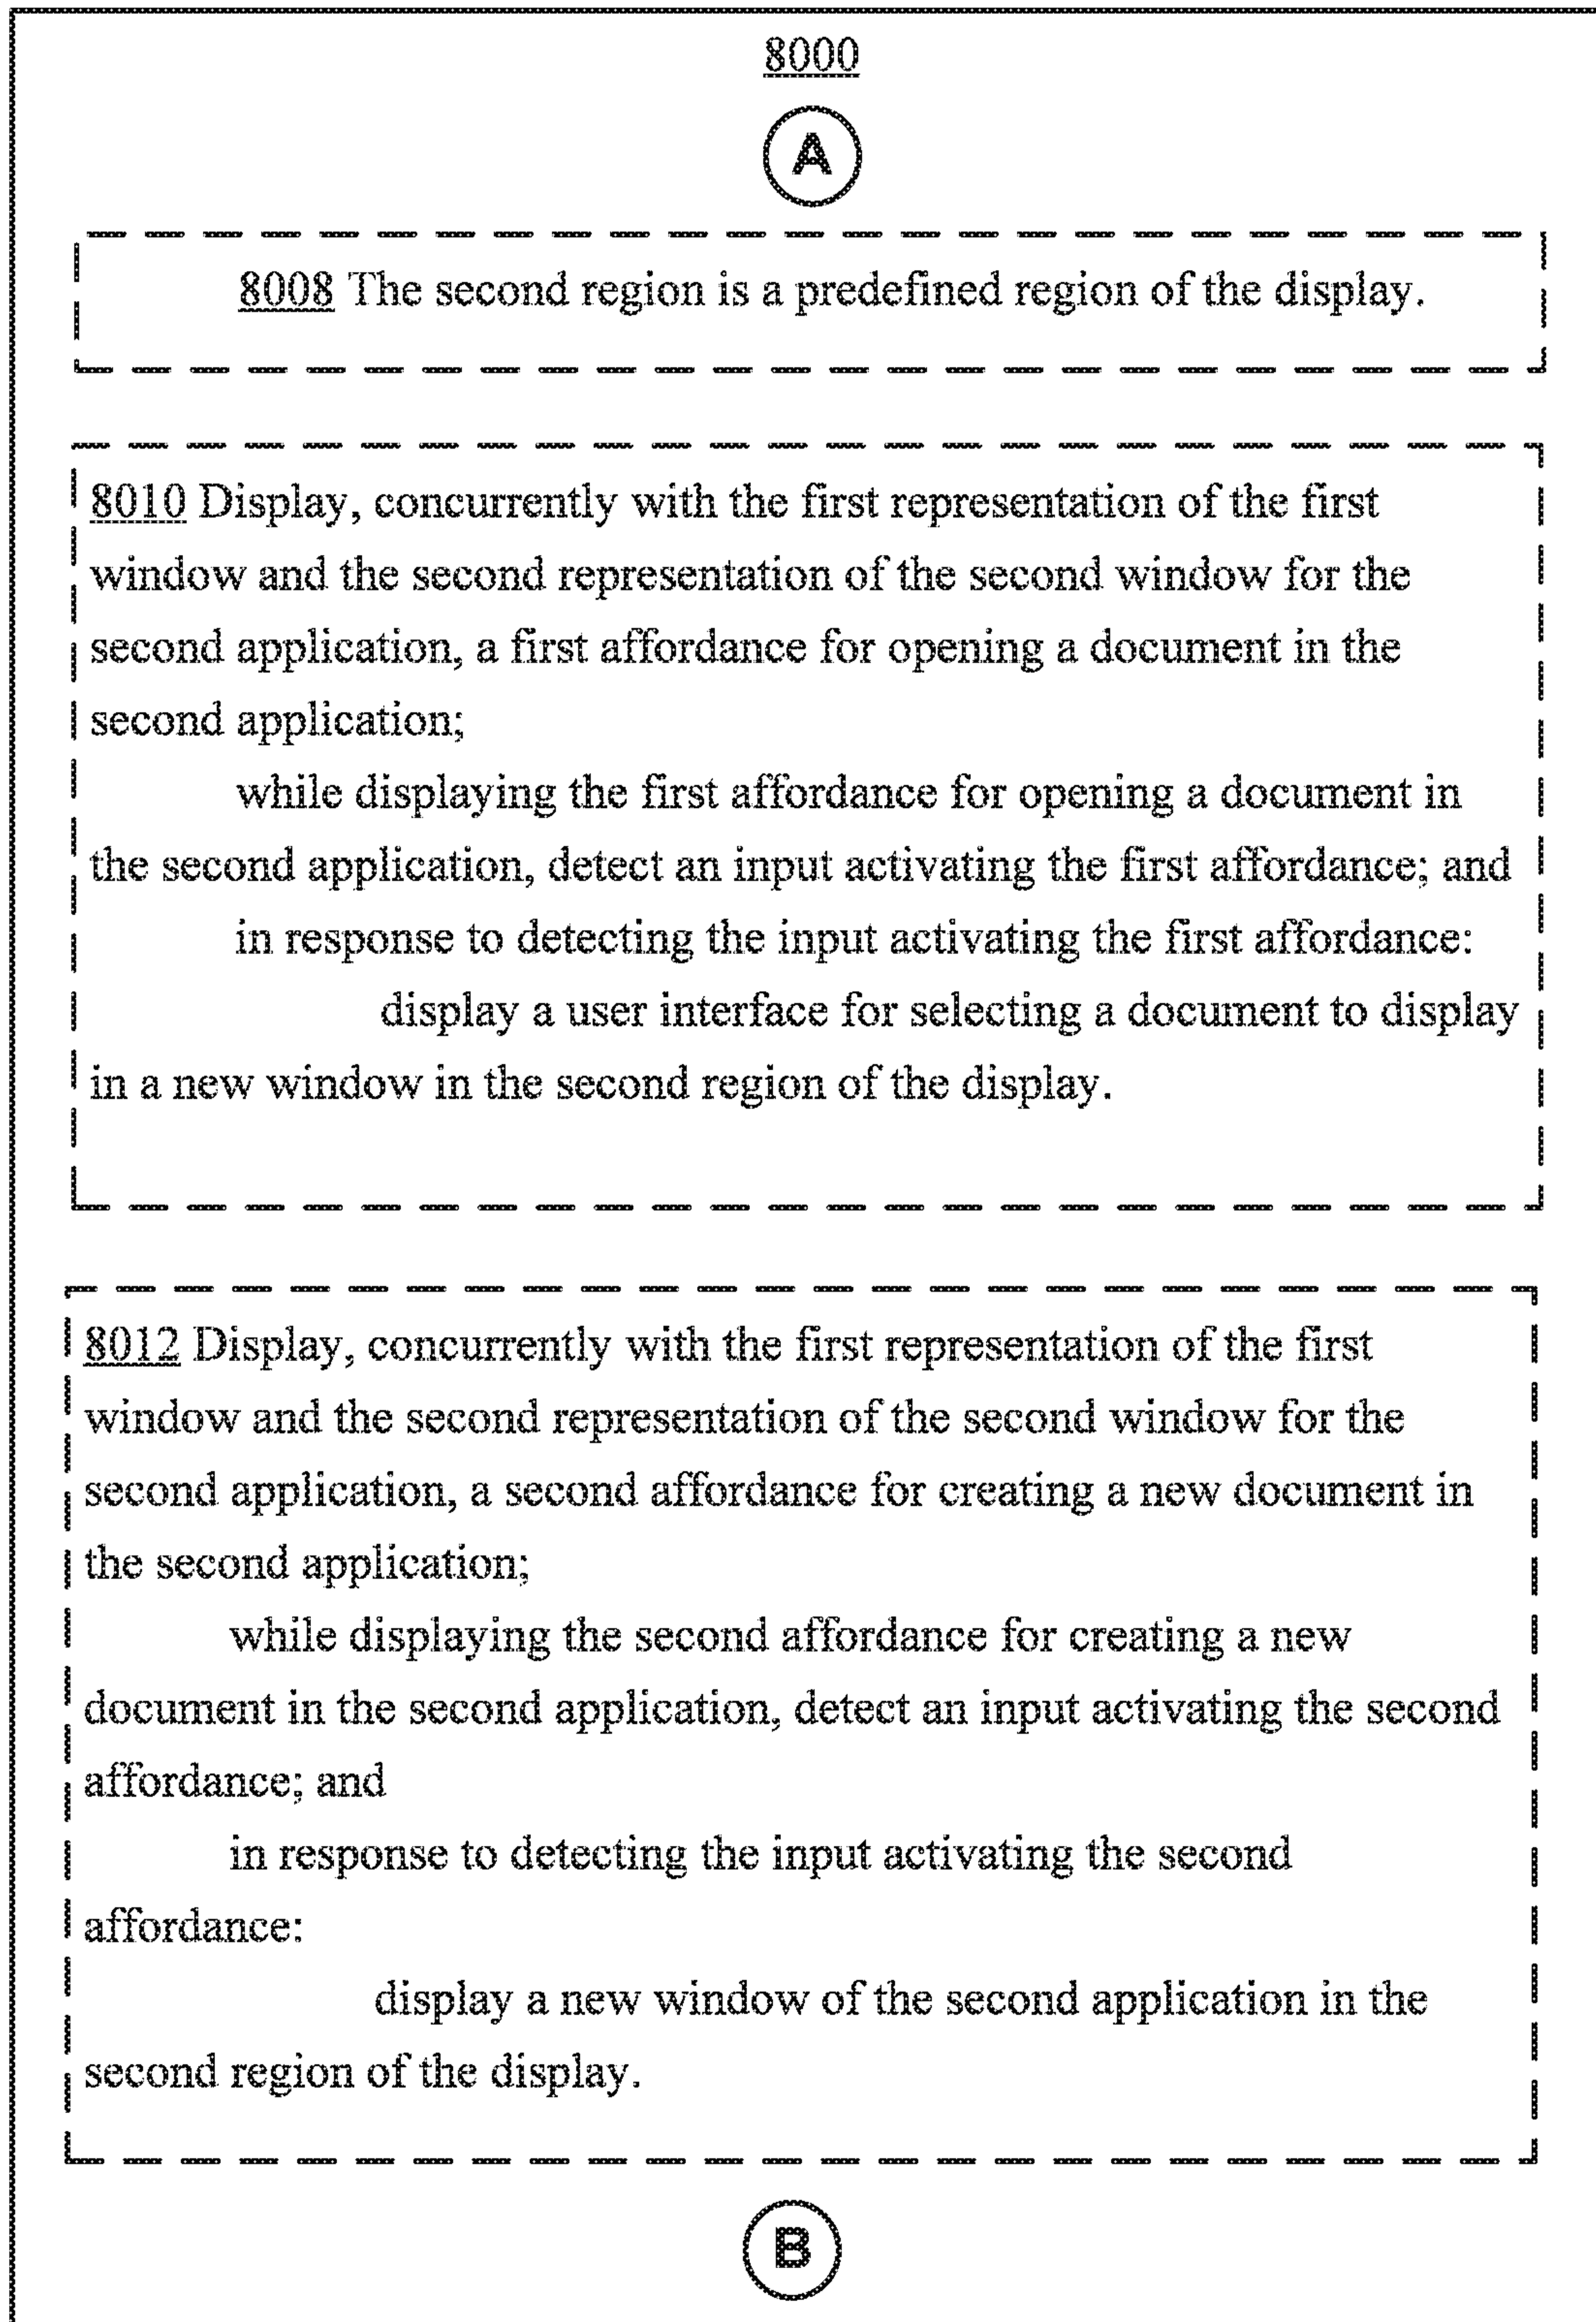 8000
A
8008 The second region is a predefined region of the display.
8010 Display, concurrently with the first representation of the first
window and the second representation of the second window for the
second application, a first affordance for opening a document in the
second application;
while displaying the first affordance for opening a document in
the second application, detect an input activating the first affordance; and
in response to detecting the input activating the first affordance:
display a user interface for selecting a document to display
in a new window in the second region of the display.
8012 Display, concurrently with the first representation of the first
window and the second representation of the second window for the
second application, a second affordance for creating a new document in
the second application;
while displaying the second affordance for creating a new
document in the second application, detect an input activating the second
affordance; and
in response to detecting the input activating the second
affordance:
display a new window of the second application in the
second region of the display.
B